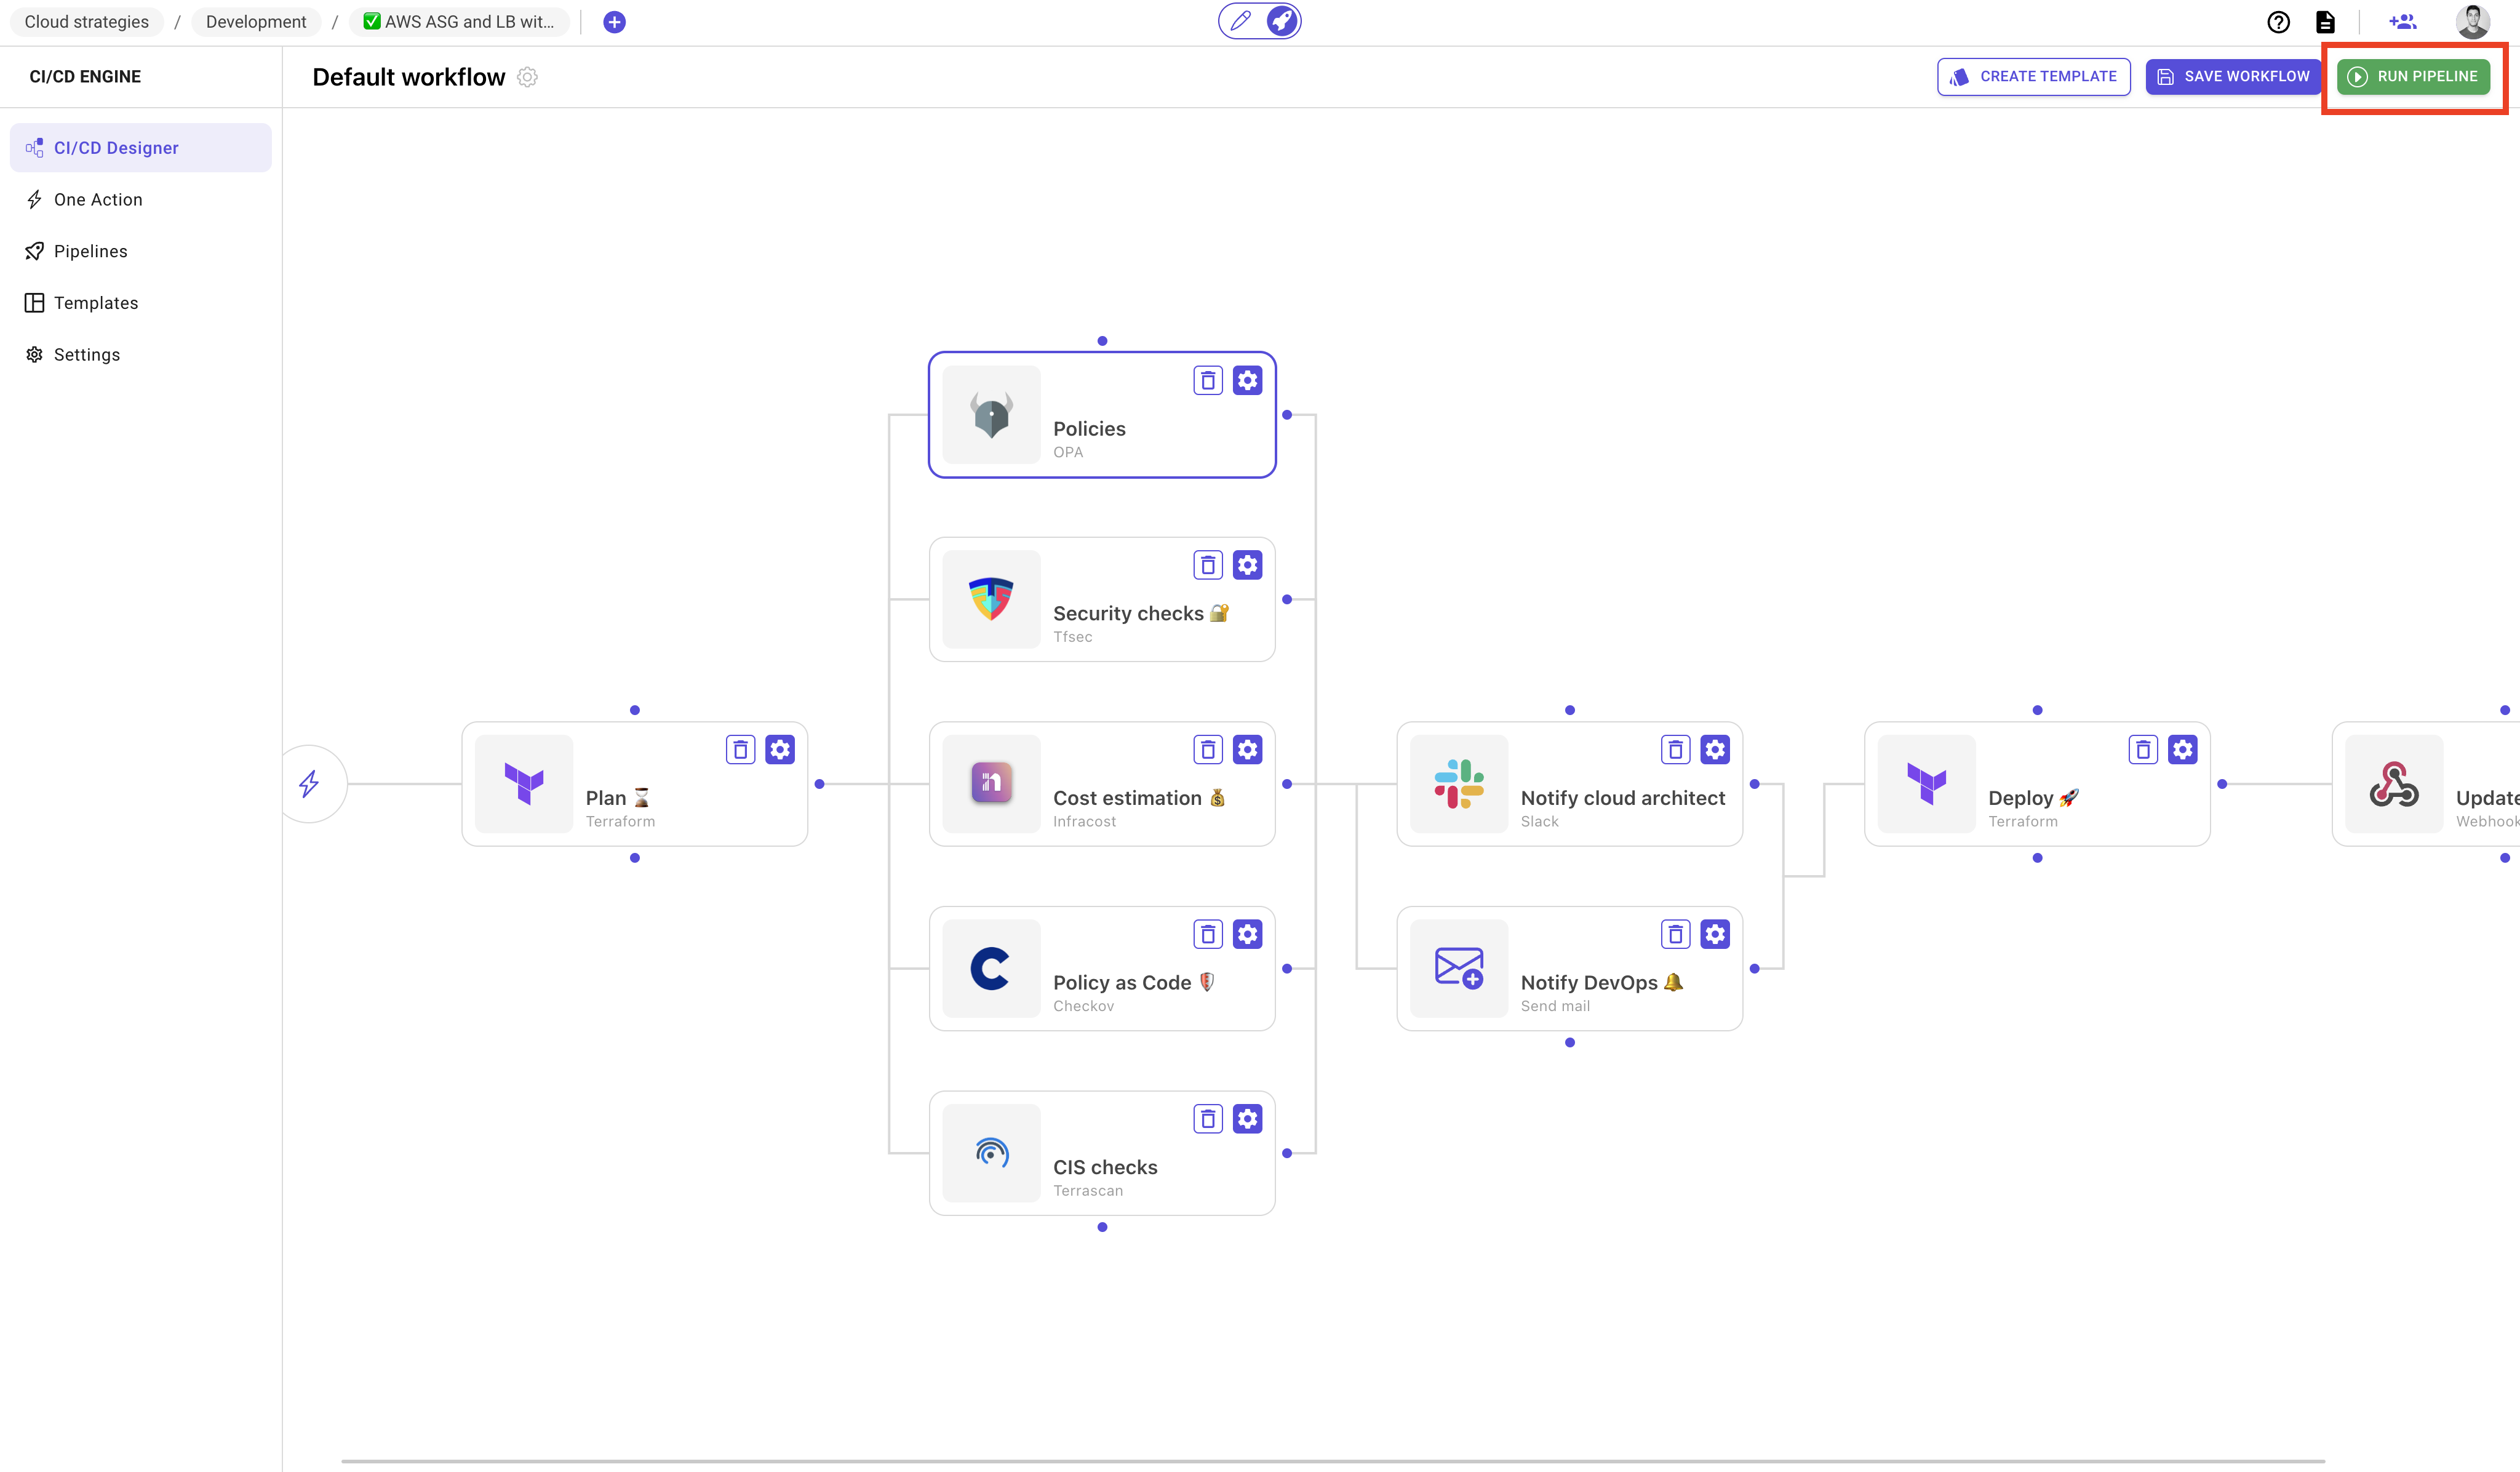 Cloud strategies / Development / ✅ AWS ASG and LB wit...
CI/CD ENGINE
Default workflow
CREATE TEMPLATE
SAVE WORKFLOW
RUN PIPELINE
CI/CD Designer
One Action
Pipelines
Templates
Settings
Policies
OPA
Security checks 🔐
Tfsec
Plan ⏳
Terraform
Cost estimation 💰
Infracost
Notify cloud architect
Slack
Deploy 🚀
Terraform
Update
Webhook
Policy as Code 🛡️
Checkov
Notify DevOps 🔔
Send mail
CIS checks
Terrascan